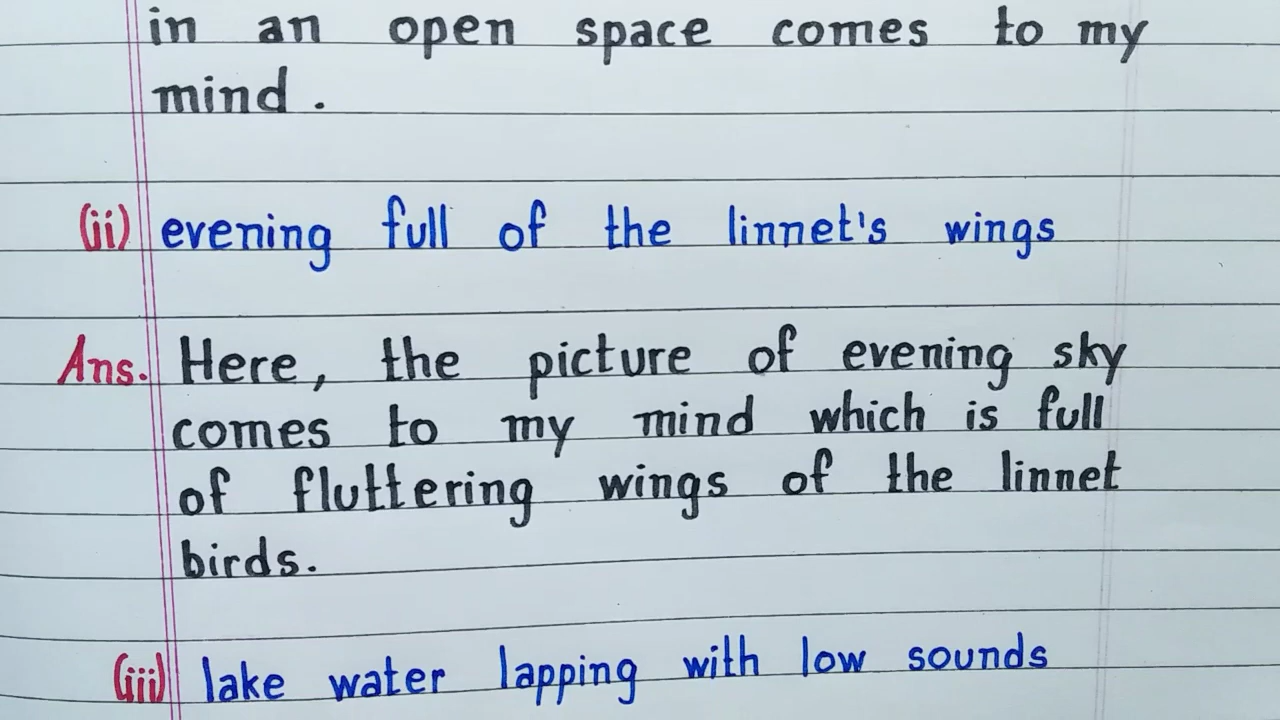 in an open space comes to my
mind.
(ii) evening full of the linnet's wings
Ans. Here, the picture of evening sky
comes to my mind which is full
of fluttering wings of the linnet
birds.
(iii) lake water lapping with low sounds